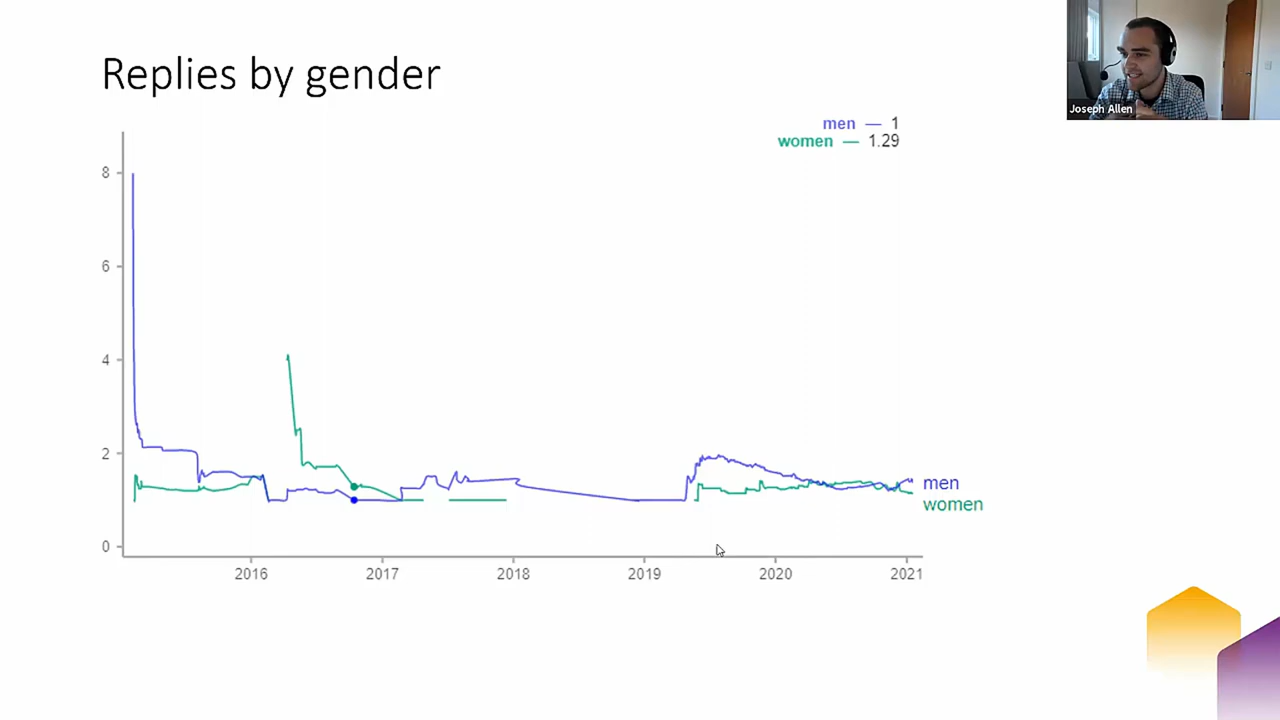 Replies by gender
Joseph Allen
men — 1
women — 1.29
8
6
4
2
0
men
women
2016 2017 2018 2019 2020 2021